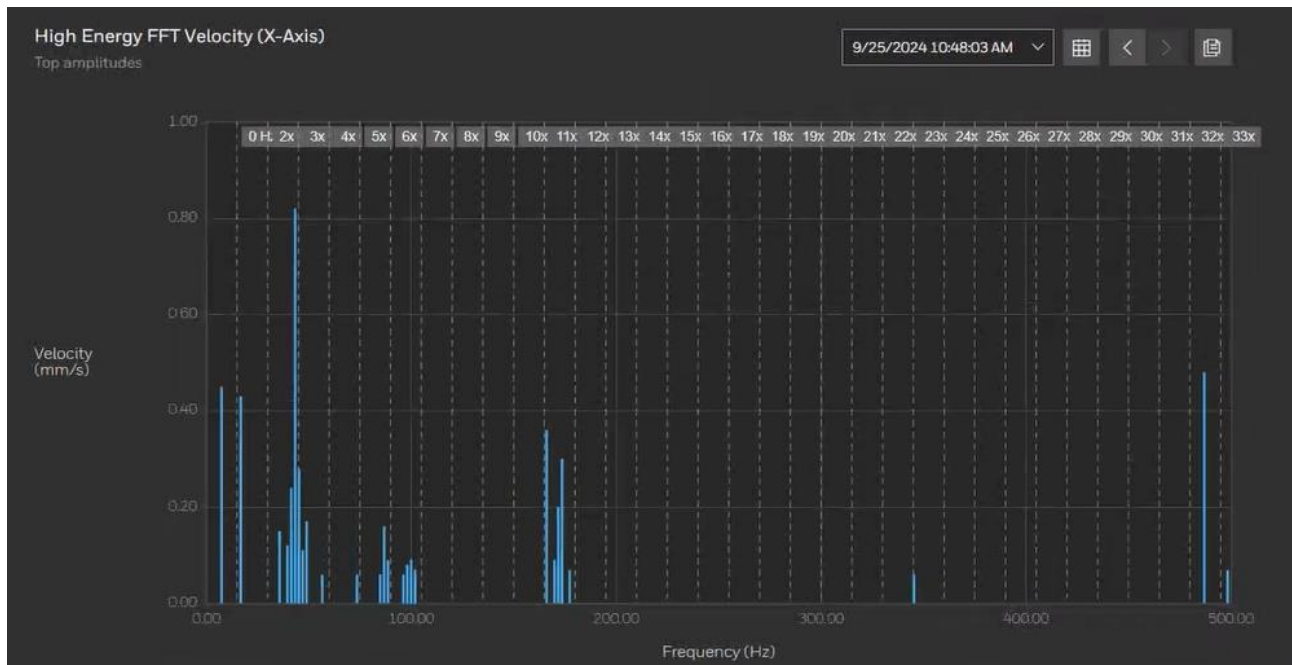 High Energy FFT Velocity (X-Axis)
Top amplitudes
9/25/2024 10:48:03 AM
1.00
0 H: 2x 3x 4x 5x 6x 7x 8x 9x 10x 11x 12x 13x 14x 15x 16x 17x 18x 19x 20x 21x 22x 23x 24x 25x 26x 27x 28x 29x 30x 31x 32x 33x
0.80
0.60
Velocity
(mm/s)
0.40
0.20
0.00
0.00 100.00 200.00 300.00 400.00 500.00
Frequency (Hz)